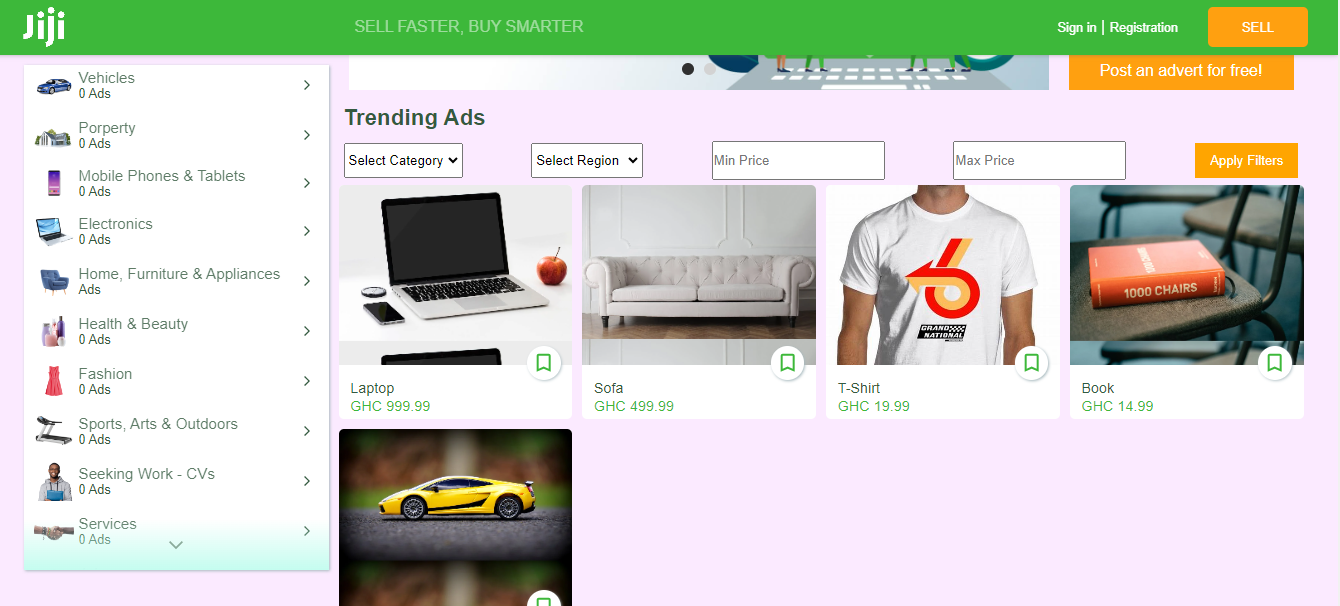 Jiji
SELL FASTER, BUY SMARTER
Sign in | Registration
SELL
Post an advert for free!
Vehicles
0 Ads
Porperty
0 Ads
Mobile Phones & Tablets
0 Ads
Electronics
0 Ads
Home, Furniture & Appliances
Ads
Health & Beauty
0 Ads
Fashion
0 Ads
Sports, Arts & Outdoors
0 Ads
Seeking Work - CVs
0 Ads
Services
0 Ads
Trending Ads
Select Category
Select Region
Min Price
Max Price
Apply Filters
6
GRAND
NATIONAL
1000 CHAIRS
Laptop
GHC 999.99
Sofa
GHC 499.99
T-Shirt
GHC 19.99
Book
GHC 14.99